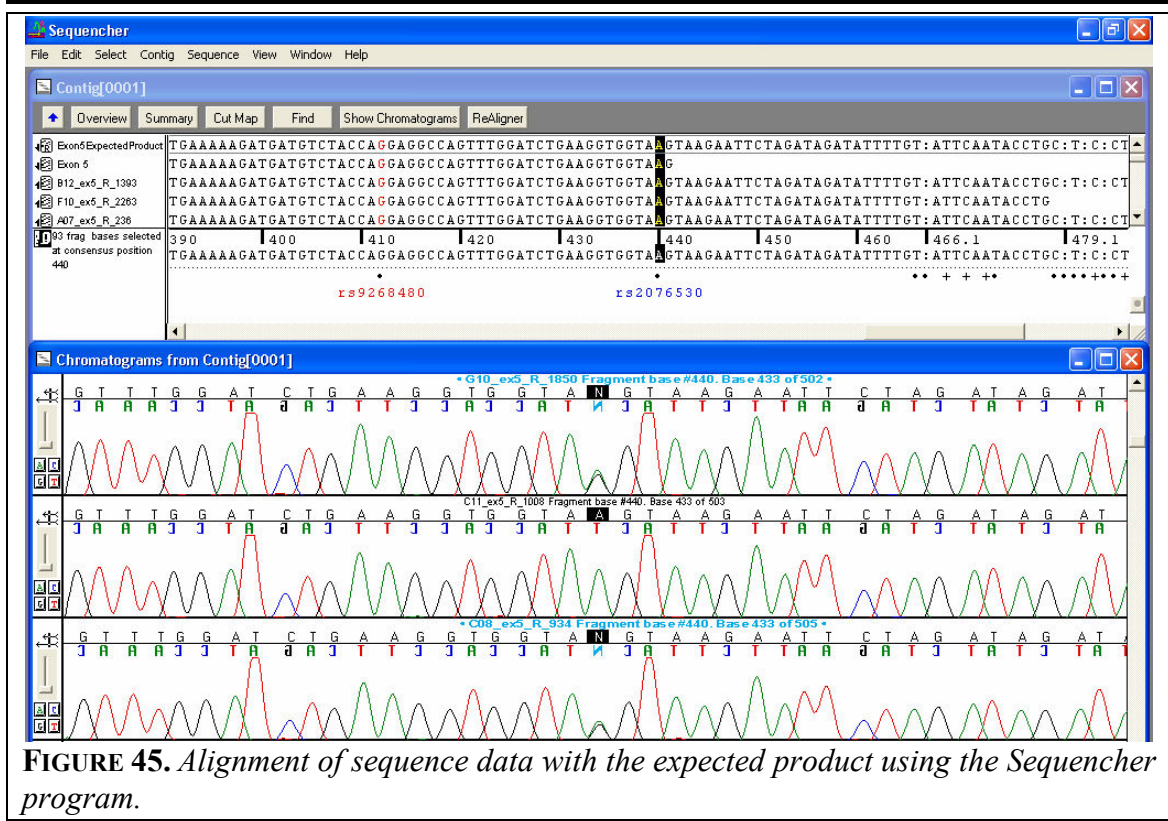 Sequencher
File Edit Select Contig Sequence View Window Help
Contig[0001]
Overview Summary Cut Map Find Show Chromatograms ReAligner
Exon5ExpectedProduct TGAAAAAGATGATGTCTACCAGGAGGCCAGTTTGGATCTGAAGGTGGTAAGTAAGAATTCTAGATAGATATTTTGT:ATTCAATACCTGC:T:C:CT
Exon 5 TGAAAAAGATGATGTCTACCAGGAGGCCAGTTTGGATCTGAAGGTGGTAAG
B12_ex5_R_1393 TGAAAAAGATGATGTCTACCAGGAGGCCAGTTTGGATCTGAAGGTGGTAAGTAAGAATTCTAGATAGATATTTTGT:ATTCAATACCTGC:T:C:CT
F10_ex5_R_2263 TGAAAAAGATGATGTCTACCAGGAGGCCAGTTTGGATCTGAAGGTGGTAAGTAAGAATTCTAGATAGATATTTTGT:ATTCAATACCTG
A07_ex5_R_236 TGAAAAAGATGATGTCTACCAGGAGGCCAGTTTGGATCTGAAGGTGGTAAGTAAGAATTCTAGATAGATATTTTGT:ATTCAATACCTGC:T:C:CT
93 frag bases selected at consensus position 440
390 400 410 420 430 440 450 460 466.1 479.1
TGAAAAAGATGATGTCTACCAGGAGGCCAGTTTGGATCTGAAGGTGGTAAGTAAGAATTCTAGATAGATATTTTGT:ATTCAATACCTGC:T:C:CT
rs9268480 rs2076530
Chromatograms from Contig[0001]
• G10_ex5_R_1850 Fragment base #440. Base 433 of 502 •
G T T T G G A T C T G A A G G T G G T A N G T A A G A A T T C T A G A T A G A T
C11_ex5_R_1008 Fragment base #440. Base 433 of 503
G T T T G G A T C T G A A G G T G G T A A G T A A G A A T T C T A G A T A G A T
• C08_ex5_R_934 Fragment base #440. Base 433 of 505 •
G T T T G G A T C T G A A G G T G G T A N G T A A G A A T T C T A G A T A G A T
FIGURE 45. Alignment of sequence data with the expected product using the Sequencher
program.